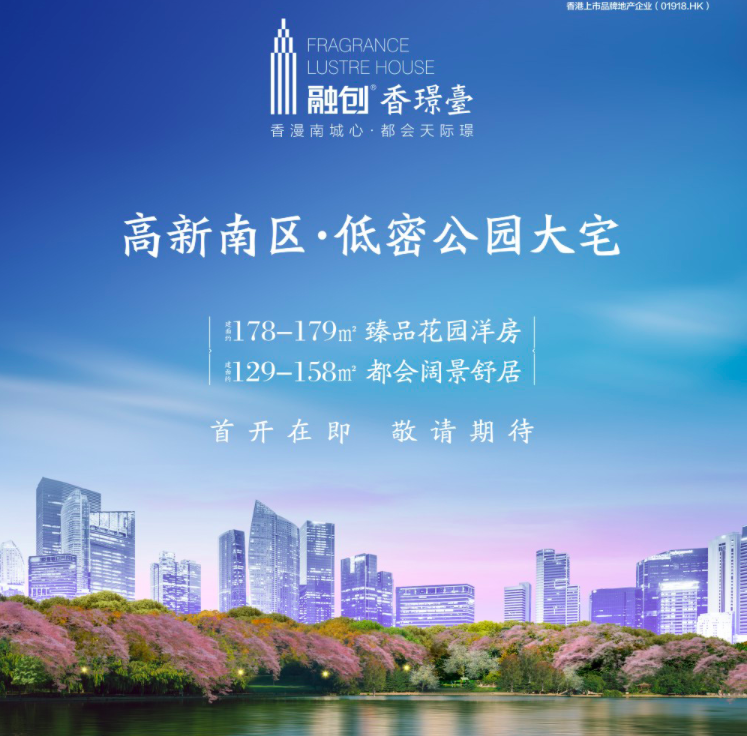 香港上市品牌地产企业（01918.HK）
FRAGRANCE
LUSTRE HOUSE
融创® 香璟臺
香漫南城心·都会天际璟
高新南区·低密公园大宅
建面约178-179㎡ 臻品花园洋房
建面约129-158㎡ 都会阔景舒居
首开在即 敬请期待